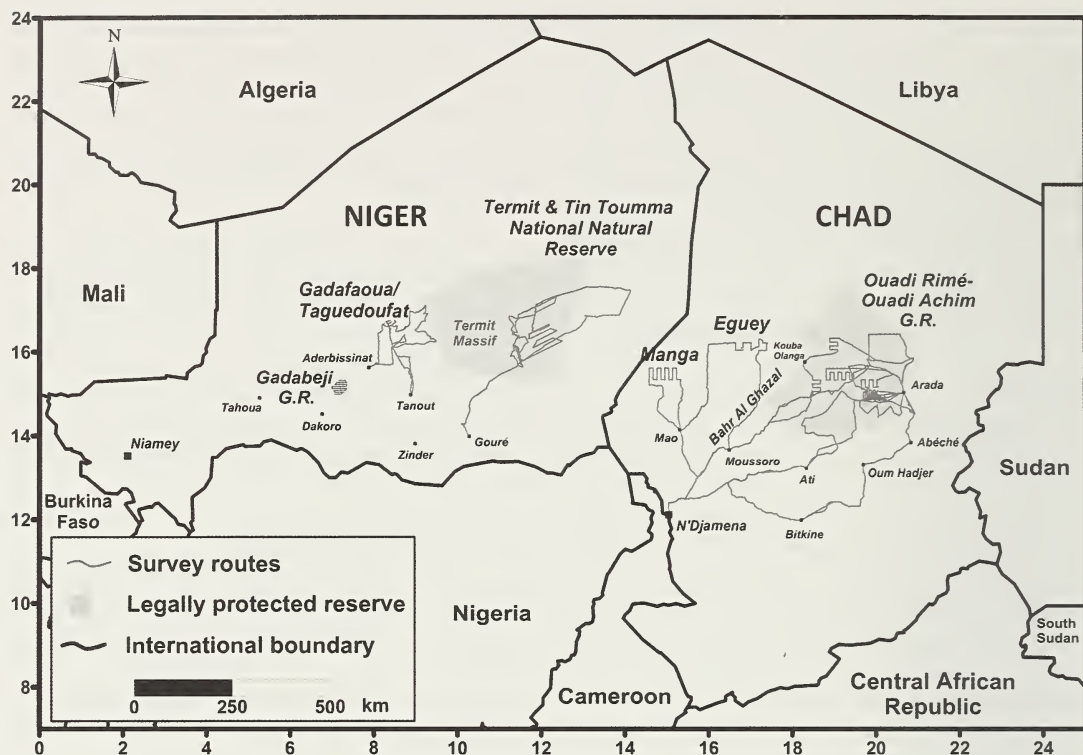 24
22
20
18
16
14
12
10
8
N
Algeria
Libya
NIGER
Termit & Tin Toumma
National Natural
Reserve
CHAD
Mali
Gadafaoua/
Taguedoufat
Termit
Massif
Ouadi Rimé-
Ouadi Achim
G.R.
Eguey
Kouba
Olanga
Manga
Aderbissinat
Gadabeji
G.R.
Bahr Al Ghazal
Arada
Tahoua
Tanout
Dakoro
Mao
Niamey
Zinder
Gouré
Moussoro
Abéché
Ati
Oum Hadjer
Sudan
Burkina
Faso
N'Djamena
Bitkine
Survey routes
Legally protected reserve
International boundary
0 250 500 km
Nigeria
Cameroon
Central African
Republic
South
Sudan
0 2 4 6 8 10 12 14 16 18 20 22 24